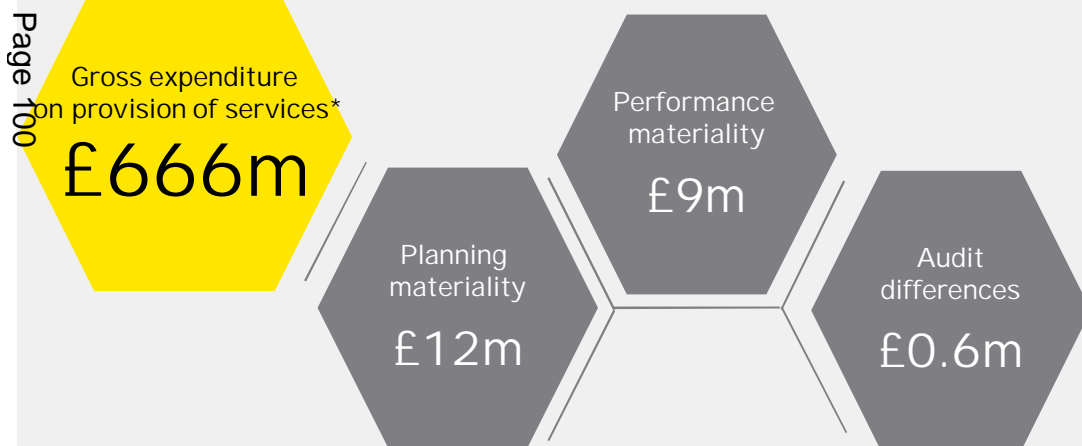 Page 100
Gross expenditure
on provision of services*
£666m
Planning
materiality
£12m
Performance
materiality
£9m
Audit
differences
£0.6m